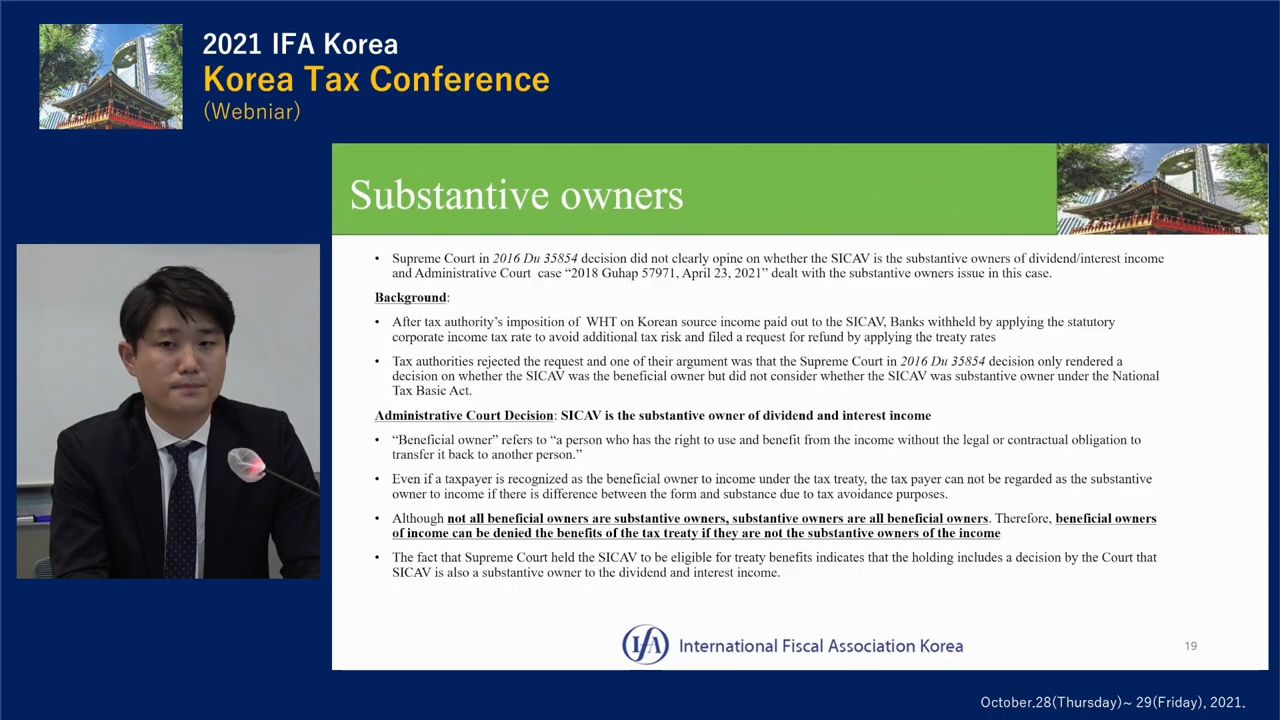 2021 IFA Korea
Korea Tax Conference
(Webniar)
Substantive owners
• Supreme Court in 2016 Du 35854 decision did not clearly opine on whether the SICAV is the substantive owners of dividend/interest income
and Administrative Court case “2018 Guhap 57971, April 23, 2021” dealt with the substantive owners issue in this case.
Background:
• After tax authority’s imposition of WHT on Korean source income paid out to the SICAV, Banks withheld by applying the statutory
corporate income tax rate to avoid additional tax risk and filed a request for refund by applying the treaty rates
• Tax authorities rejected the request and one of their argument was that the Supreme Court in 2016 Du 35854 decision only rendered a
decision on whether the SICAV was the beneficial owner but did not consider whether the SICAV was substantive owner under the National
Tax Basic Act.
Administrative Court Decision: SICAV is the substantive owner of dividend and interest income
• “Beneficial owner” refers to “a person who has the right to use and benefit from the income without the legal or contractual obligation to
transfer it back to another person.”
• Even if a taxpayer is recognized as the beneficial owner to income under the tax treaty, the tax payer can not be regarded as the substantive
owner to income if there is difference between the form and substance due to tax avoidance purposes.
• Although not all beneficial owners are substantive owners, substantive owners are all beneficial owners. Therefore, beneficial owners
of income can be denied the benefits of the tax treaty if they are not the substantive owners of the income
• The fact that Supreme Court held the SICAV to be eligible for treaty benefits indicates that the holding includes a decision by the Court that
SICAV is also a substantive owner to the dividend and interest income.
IFA International Fiscal Association Korea
19
October.28(Thursday)~ 29(Friday), 2021.